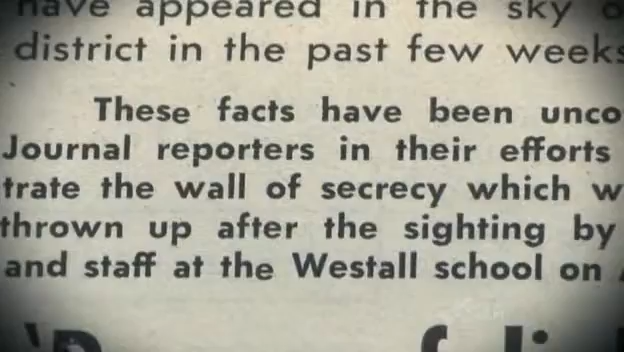 have appeared in the sky
district in the past few weeks
These facts have been unco
Journal reporters in their efforts
trate the wall of secrecy which w
thrown up after the sighting by
and staff at the Westall school on